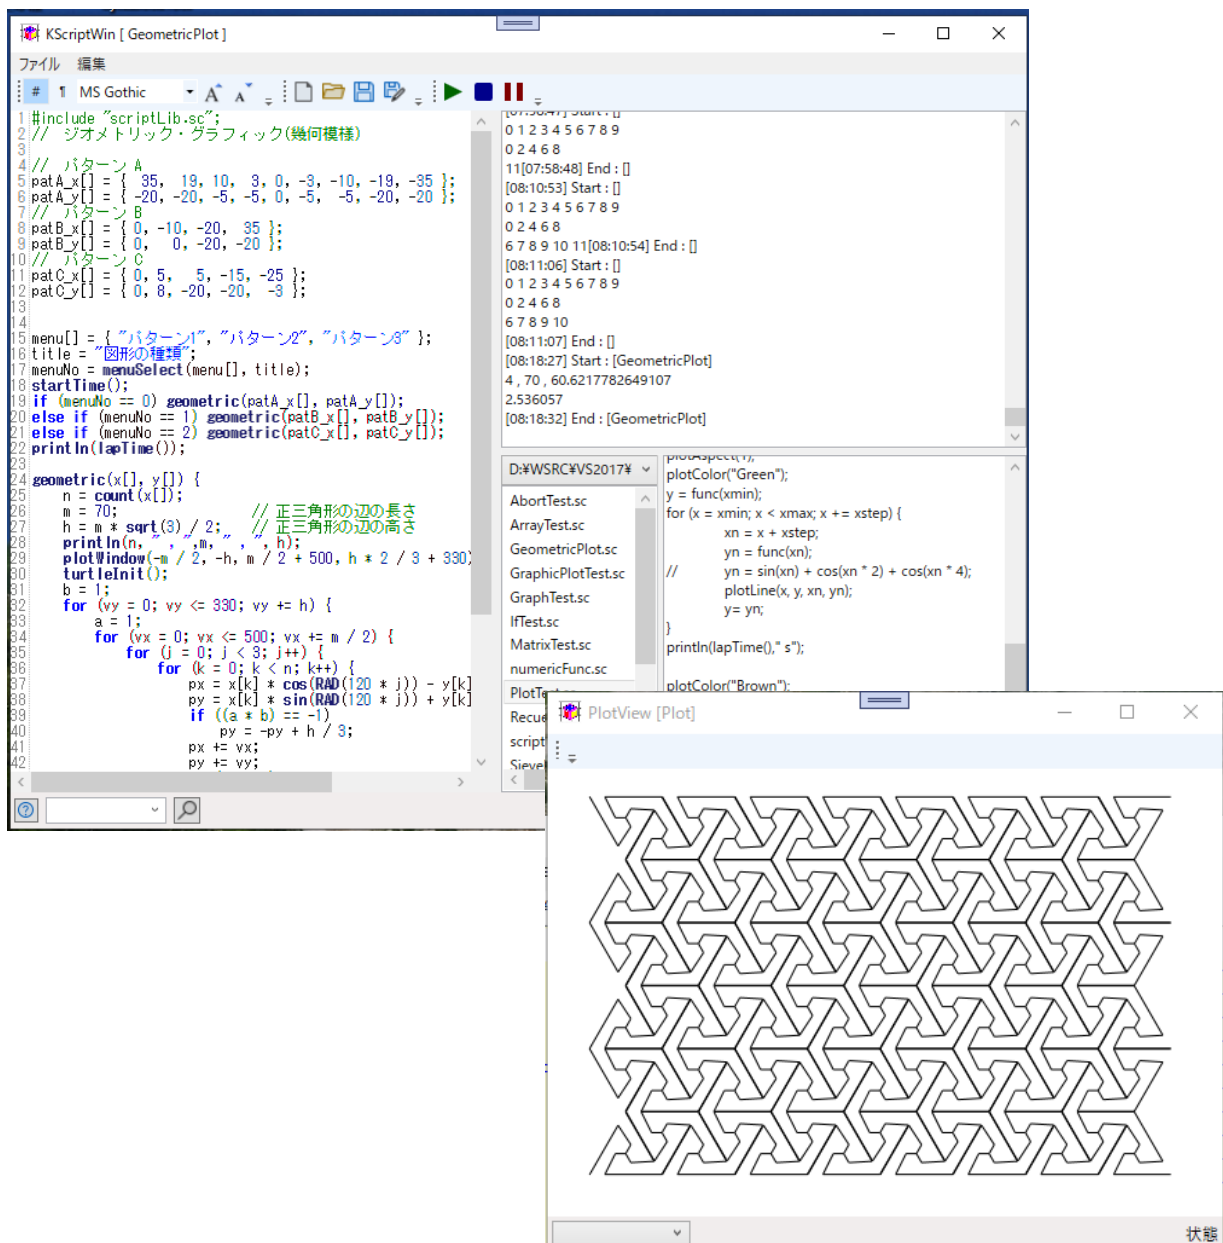 KScriptWin [ GeometricPlot ]
ファイル 編集
# ¶ MS Gothic
1 #include "scriptLib.sc";
2 // ジオメトリック・グラフィック(幾何模様)
3
4 // パターン A
5 patA_x[] = { 35, 19, 10, 3, 0, -3, -10, -19, -35 };
6 patA_y[] = { -20, -20, -5, -5, 0, -5, -5, -20, -20 };
7 // パターン B
8 patB_x[] = { 0, -10, -20, 35 };
9 patB_y[] = { 0, 0, -20, -20 };
10 // パターン C
11 patC_x[] = { 0, 5, 5, -15, -25 };
12 patC_y[] = { 0, 8, -20, -20, -3 };
13
14
15 menu[] = { "パターン1", "パターン2", "パターン3" };
16 title = "図形の種類";
17 menuNo = menuSelect(menu[], title);
18 startTime();
19 if (menuNo == 0) geometric(patA_x[], patA_y[]);
20 else if (menuNo == 1) geometric(patB_x[], patB_y[]);
21 else if (menuNo == 2) geometric(patC_x[], patC_y[]);
22 println(lapTime());
23
24 geometric(x[], y[]) {
25 n = count(x[]);
26 m = 70; // 正三角形の辺の長さ
27 h = m * sqrt(3) / 2; // 正三角形の辺の高さ
28 println(n, " , ",m, " , ", h);
29 plotWindow(-m / 2, -h, m / 2 + 500, h * 2 / 3 + 330)
30 turtleInit();
31 b = 1;
32 for (vy = 0; vy <= 330; vy += h) {
33 a = 1;
34 for (vx = 0; vx <= 500; vx += m / 2) {
35 for (j = 0; j < 3; j++) {
36 for (k = 0; k < n; k++) {
37 px = x[k] * cos(RAD(120 * j)) - y[k]
38 py = x[k] * sin(RAD(120 * j)) + y[k]
39 if ((a * b) == -1)
40 py = -py + h / 3;
41 px += vx;
42 py += vy;
[07:58:47] Start : []
0 1 2 3 4 5 6 7 8 9
0 2 4 6 8
11[07:58:48] End : []
[08:10:53] Start : []
0 1 2 3 4 5 6 7 8 9
0 2 4 6 8
6 7 8 9 10 11[08:10:54] End : []
[08:11:06] Start : []
0 1 2 3 4 5 6 7 8 9
0 2 4 6 8
6 7 8 9 10
[08:11:07] End : []
[08:18:27] Start : [GeometricPlot]
4 , 70 , 60.6217782649107
2.536057
[08:18:32] End : [GeometricPlot]
D:¥WSRC¥VS2017¥
AbortTest.sc
ArrayTest.sc
GeometricPlot.sc
GraphicPlotTest.sc
GraphTest.sc
IfTest.sc
MatrixTest.sc
numericFunc.sc
PlotTest.sc
Recue
script
Sieve
plotAspect(1);
plotColor("Green");
y = func(xmin);
for (x = xmin; x < xmax; x += xstep) {
xn = x + xstep;
yn = func(xn);
// yn = sin(xn) + cos(xn * 2) + cos(xn * 4);
plotLine(x, y, xn, yn);
y= yn;
}
println(lapTime()," s");
plotColor("Brown");
PlotView [Plot]
状態